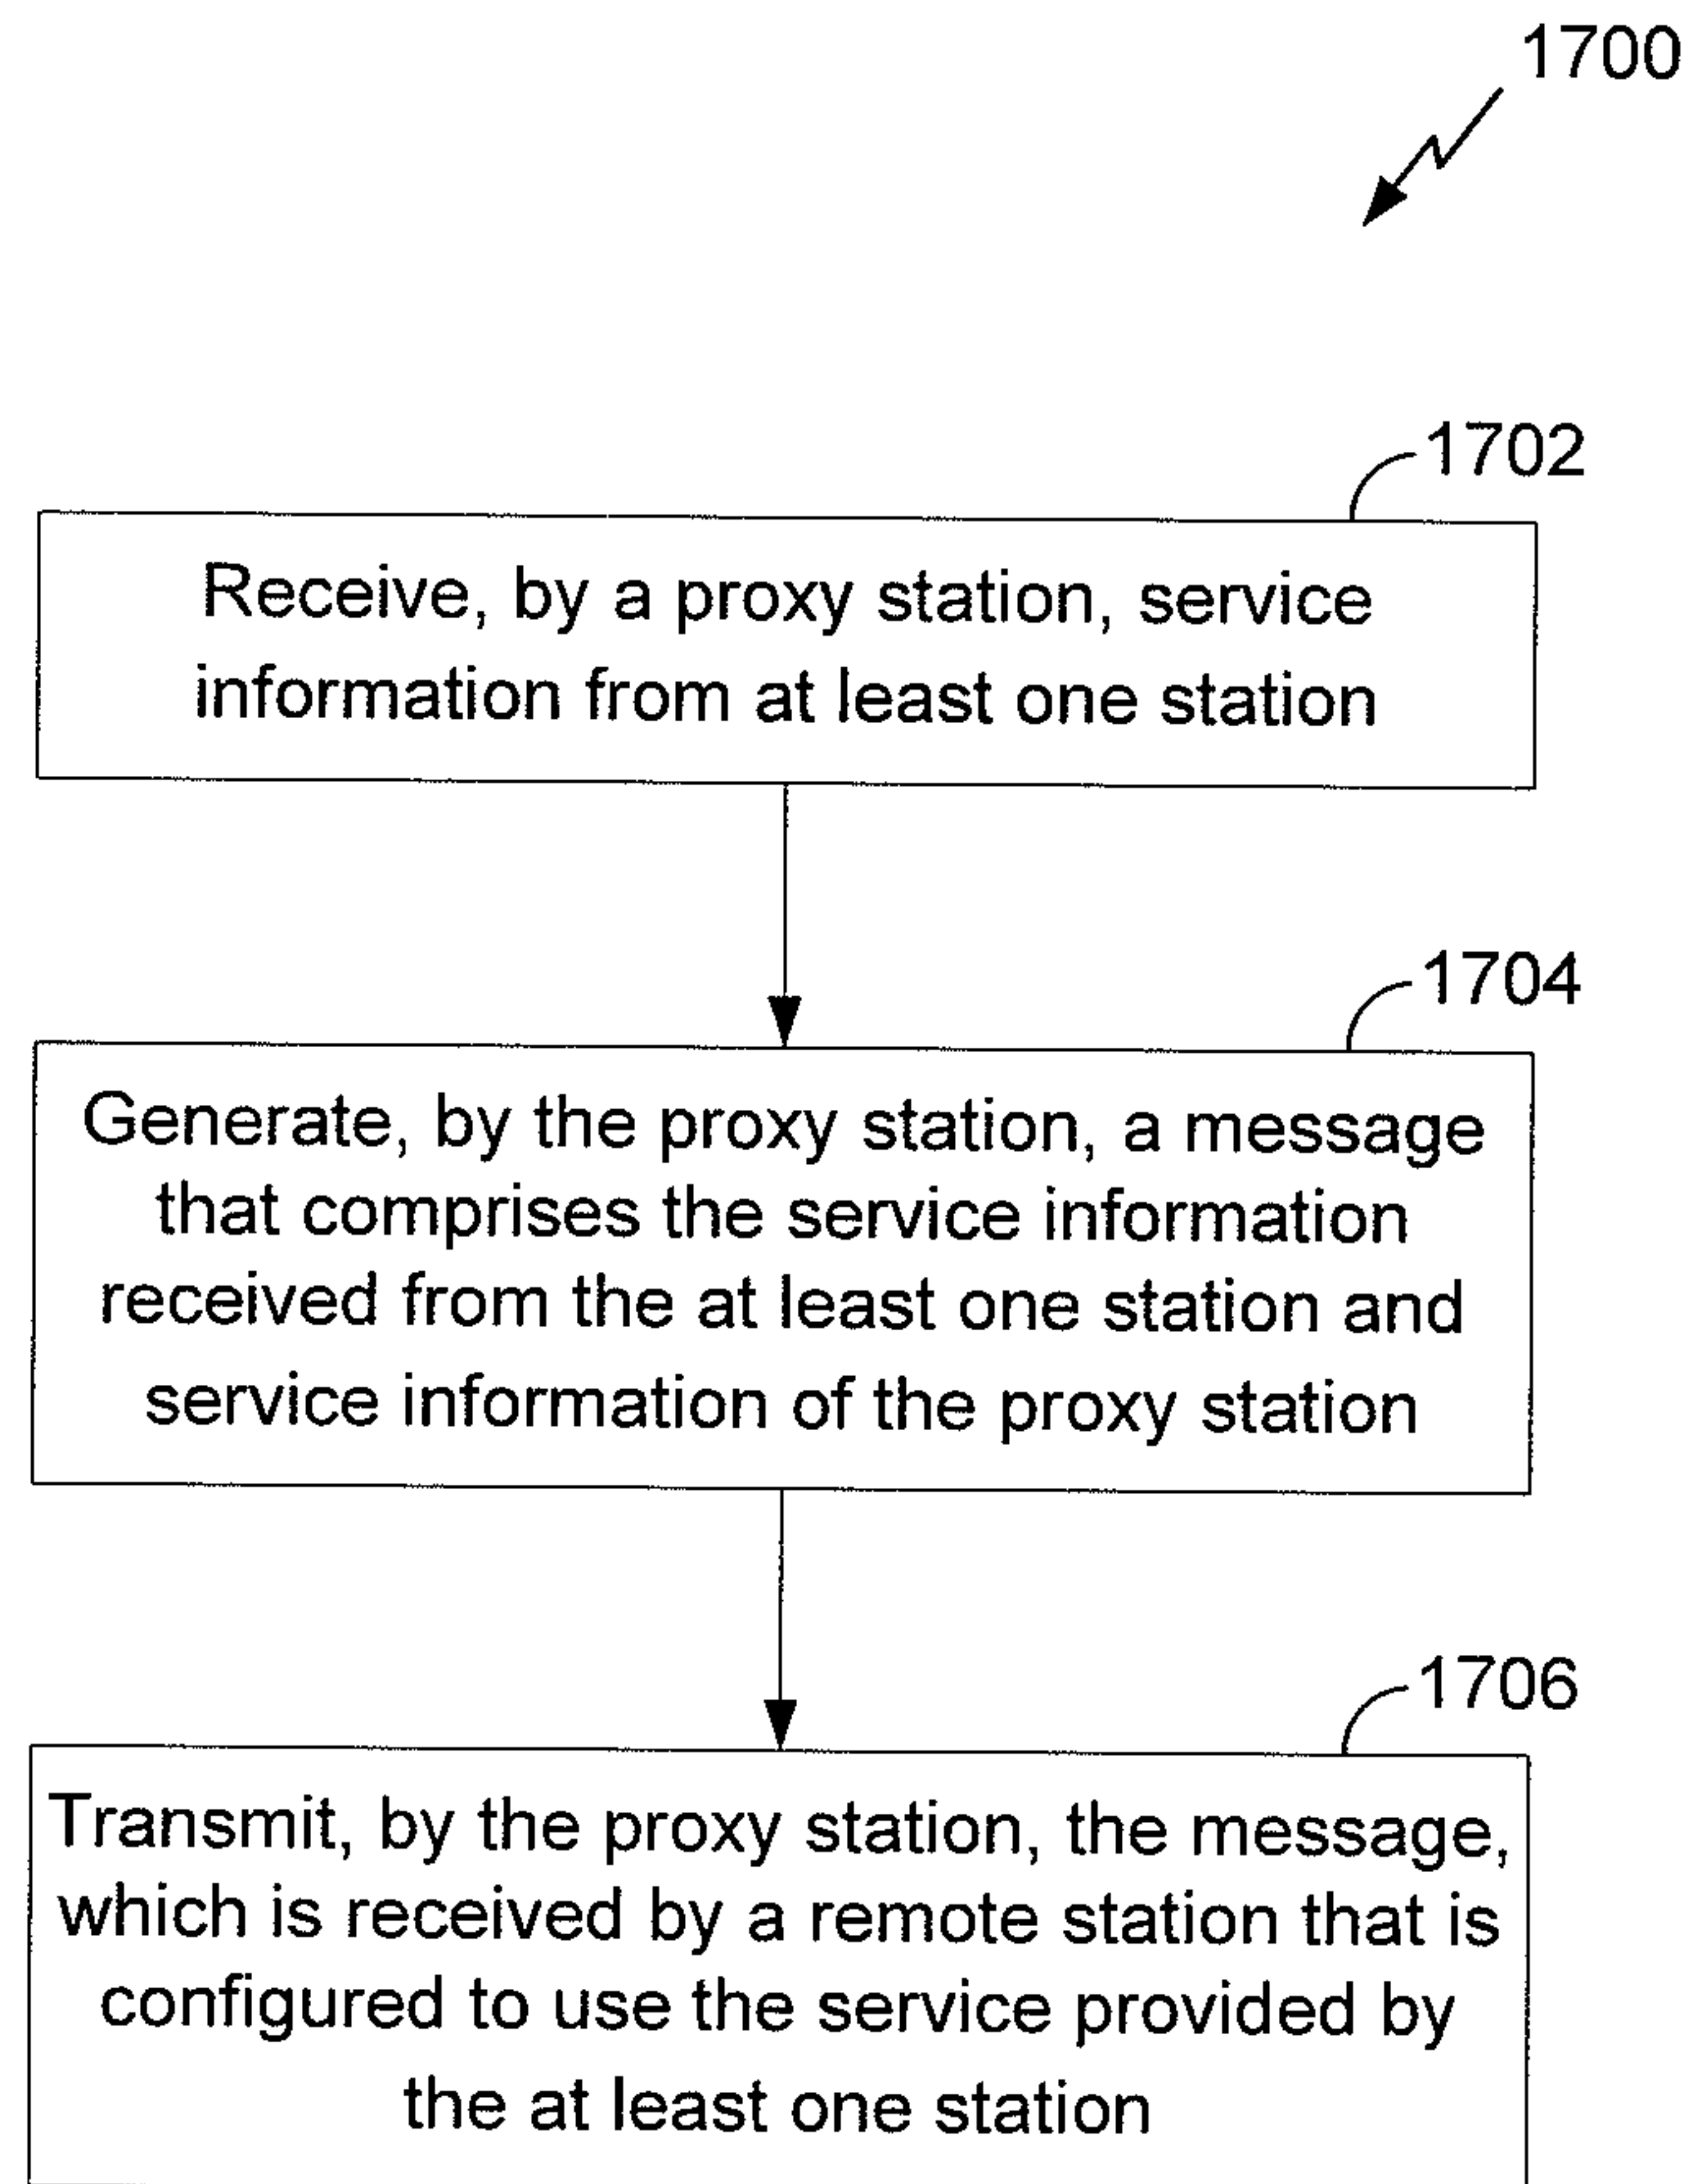 1700
1702
Receive, by a proxy station, service
information from at least one station
1704
Generate, by the proxy station, a message
that comprises the service information
received from the at least one station and
service information of the proxy station
1706
Transmit, by the proxy station, the message,
which is received by a remote station that is
configured to use the service provided by
the at least one station